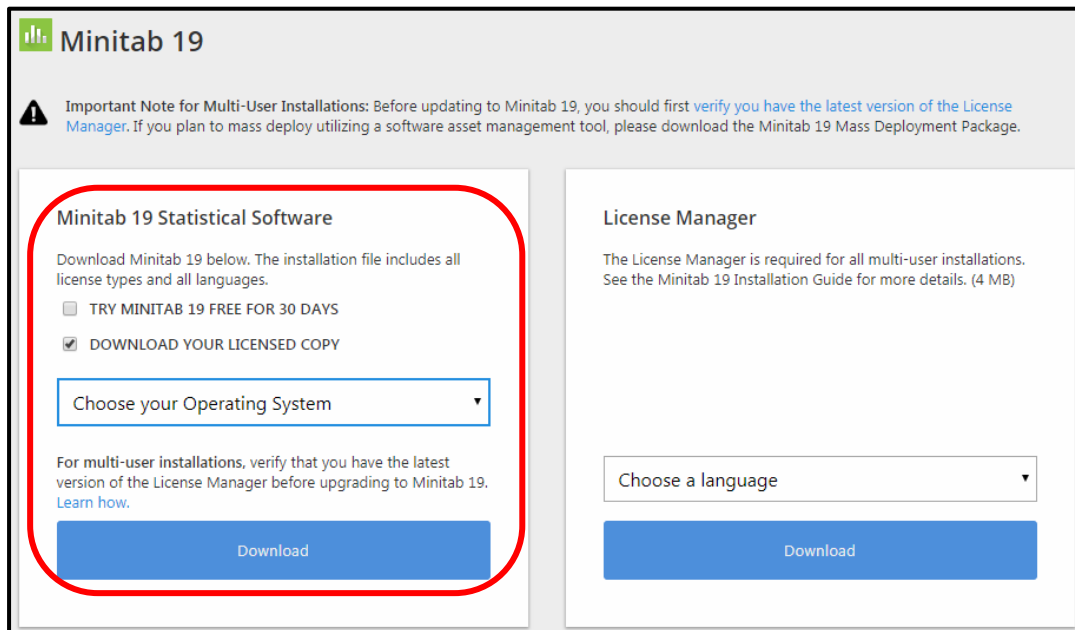 Minitab 19
Important Note for Multi-User Installations: Before updating to Minitab 19, you should first verify you have the latest version of the License
Manager. If you plan to mass deploy utilizing a software asset management tool, please download the Minitab 19 Mass Deployment Package.
Minitab 19 Statistical Software
Download Minitab 19 below. The installation file includes all
license types and all languages.
TRY MINITAB 19 FREE FOR 30 DAYS
DOWNLOAD YOUR LICENSED COPY
Choose your Operating System
For multi-user installations, verify that you have the latest
version of the License Manager before upgrading to Minitab 19.
Learn how.
Download
License Manager
The License Manager is required for all multi-user installations.
See the Minitab 19 Installation Guide for more details. (4 MB)
Choose a language
Download